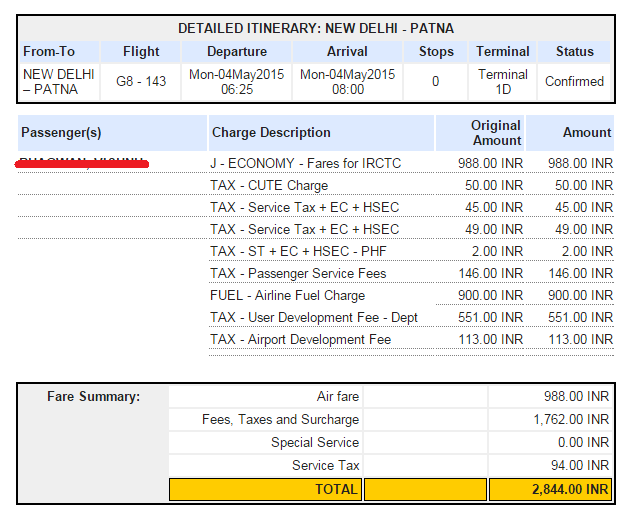 DETAILED ITINERARY: NEW DELHI - PATNA
From-To Flight Departure Arrival Stops Terminal Status
NEW DELHI – PATNA G8 - 143 Mon-04May2015 06:25 Mon-04May2015 08:00 0 Terminal 1D Confirmed
Passenger(s) Charge Description Original Amount Amount
J - ECONOMY - Fares for IRCTC 988.00 INR 988.00 INR
TAX - CUTE Charge 50.00 INR 50.00 INR
TAX - Service Tax + EC + HSEC 45.00 INR 45.00 INR
TAX - Service Tax + EC + HSEC 49.00 INR 49.00 INR
TAX - ST + EC + HSEC - PHF 2.00 INR 2.00 INR
TAX - Passenger Service Fees 146.00 INR 146.00 INR
FUEL - Airline Fuel Charge 900.00 INR 900.00 INR
TAX - User Development Fee - Dept 551.00 INR 551.00 INR
TAX - Airport Development Fee 113.00 INR 113.00 INR
Fare Summary: Air fare 988.00 INR
Fees, Taxes and Surcharge 1,762.00 INR
Special Service 0.00 INR
Service Tax 94.00 INR
TOTAL 2,844.00 INR